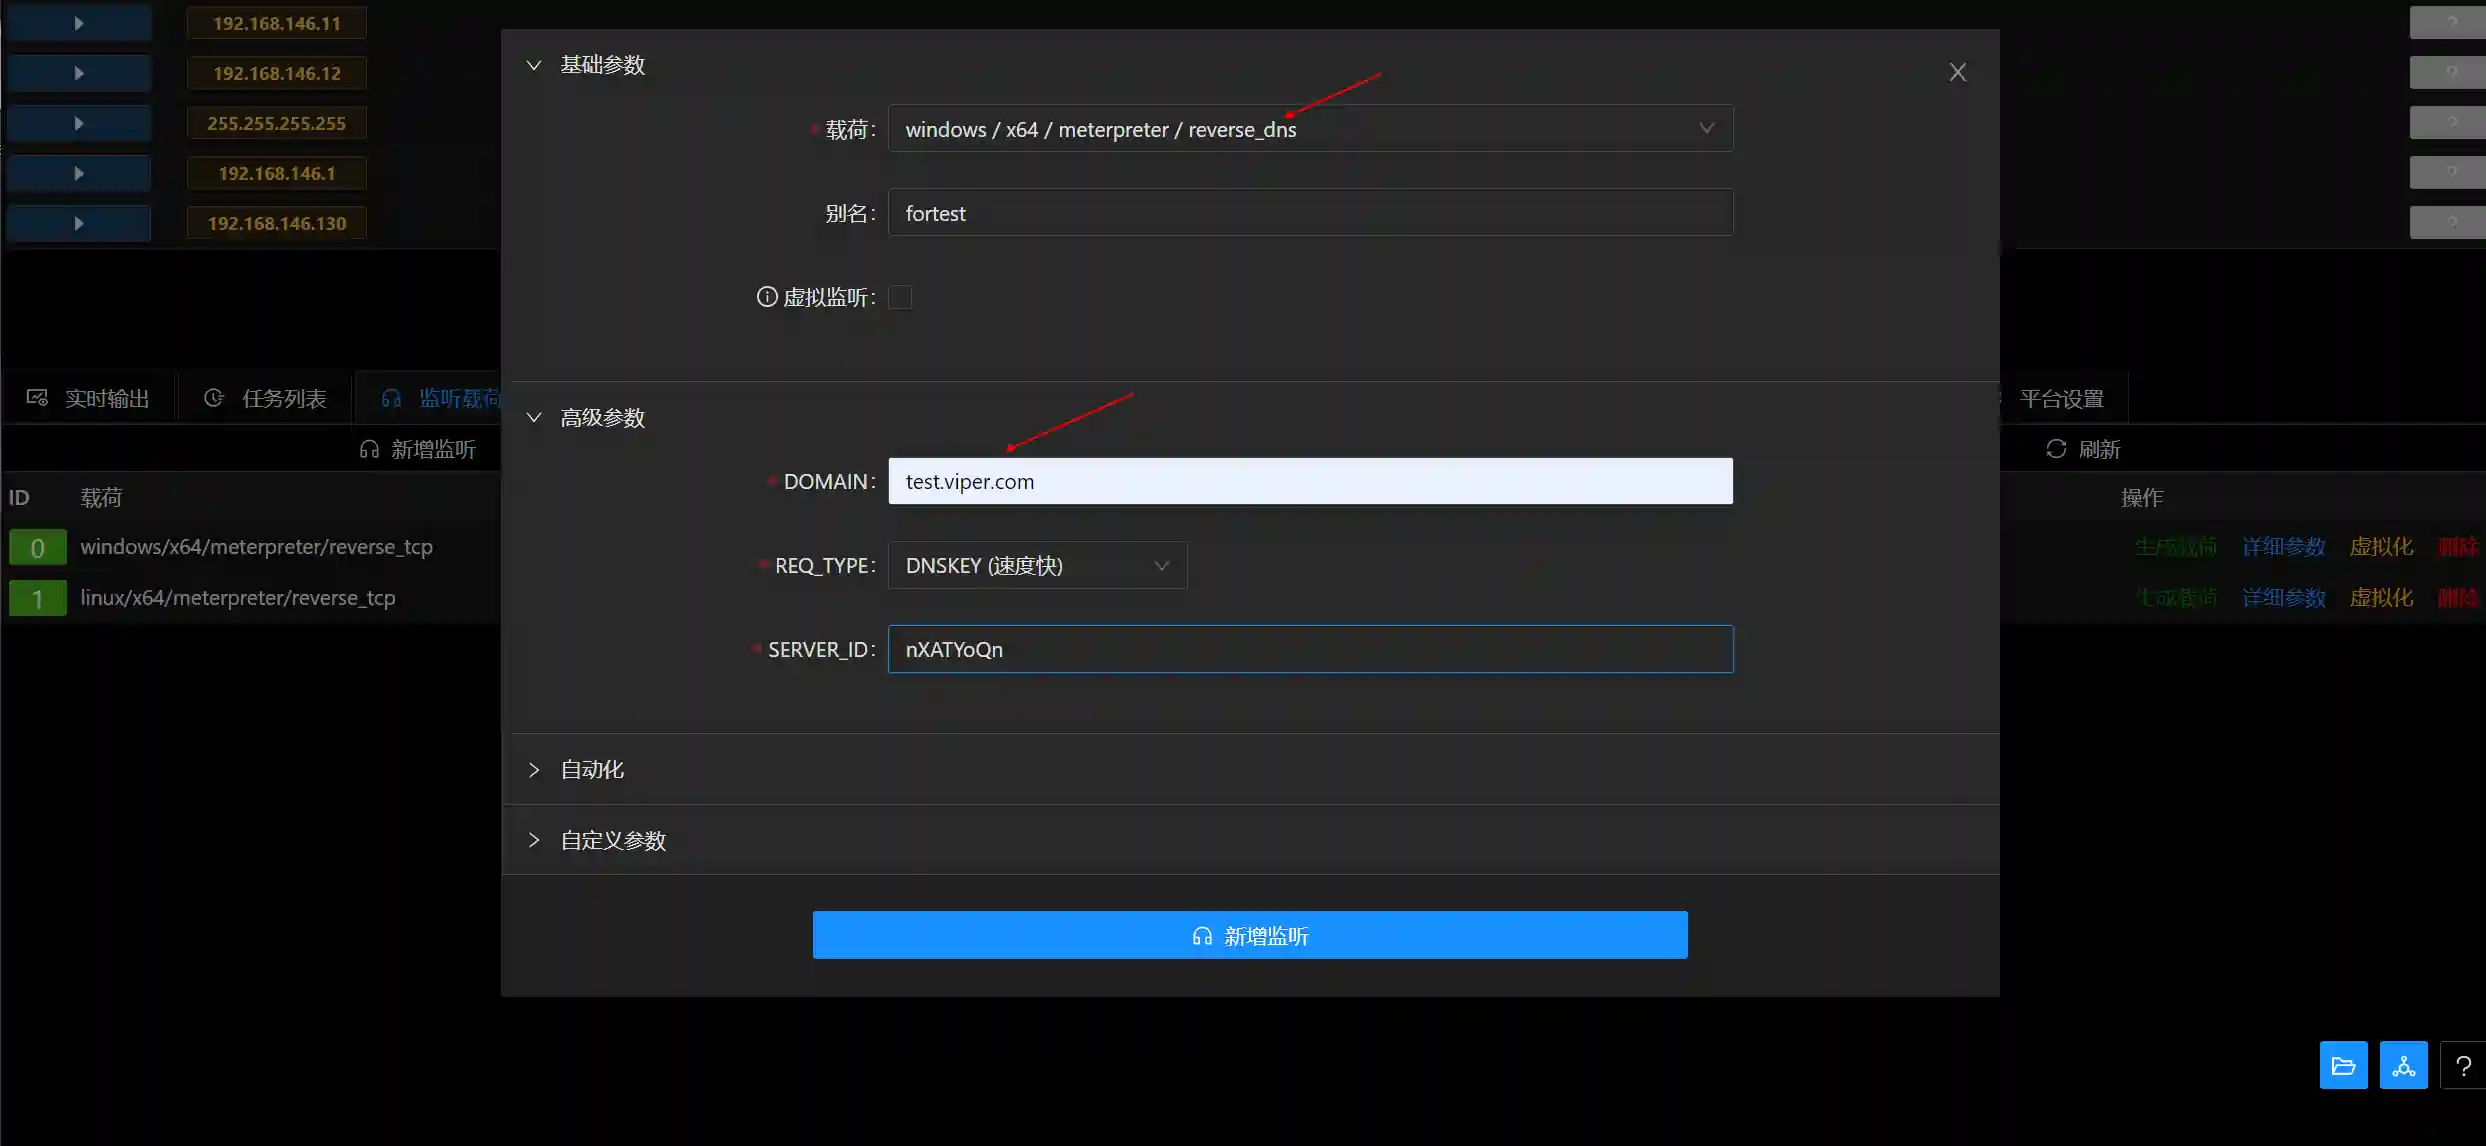 192.168.146.11
192.168.146.12
255.255.255.255
192.168.146.1
192.168.146.130
基础参数
载荷: windows / x64 / meterpreter / reverse_dns
别名: fortest
虚拟监听:
实时输出 任务列表 监听载荷 平台设置
新增监听 刷新
高级参数
DOMAIN: test.viper.com
REQ_TYPE: DNSKEY (速度快)
SERVER_ID: nXATYoQn
自动化
自定义参数
新增监听
ID 载荷 操作
0 windows/x64/meterpreter/reverse_tcp 生成载荷 详细参数 虚拟化 删除
1 linux/x64/meterpreter/reverse_tcp 生成载荷 详细参数 虚拟化 删除
?